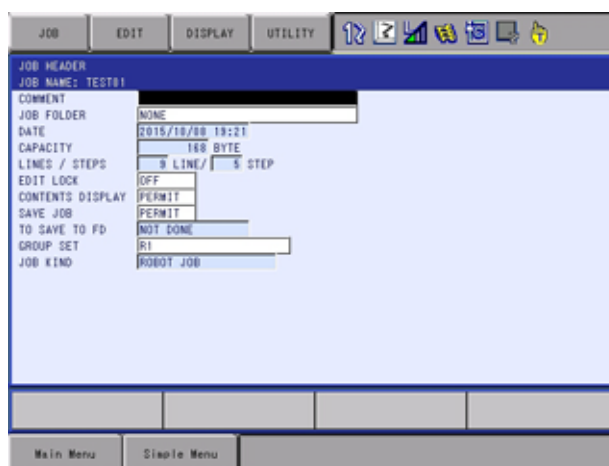 JOB EDIT DISPLAY UTILITY
JOB HEADER
JOB NAME: TEST01
COMMENT
JOB FOLDER NONE
DATE 2015/10/08 19:21
CAPACITY 168 BYTE
LINES / STEPS 9 LINE/ 5 STEP
EDIT LOCK OFF
CONTENTS DISPLAY PERMIT
SAVE JOB PERMIT
TO SAVE TO FD NOT DONE
GROUP SET R1
JOB KIND ROBOT JOB
Main Menu Simple Menu